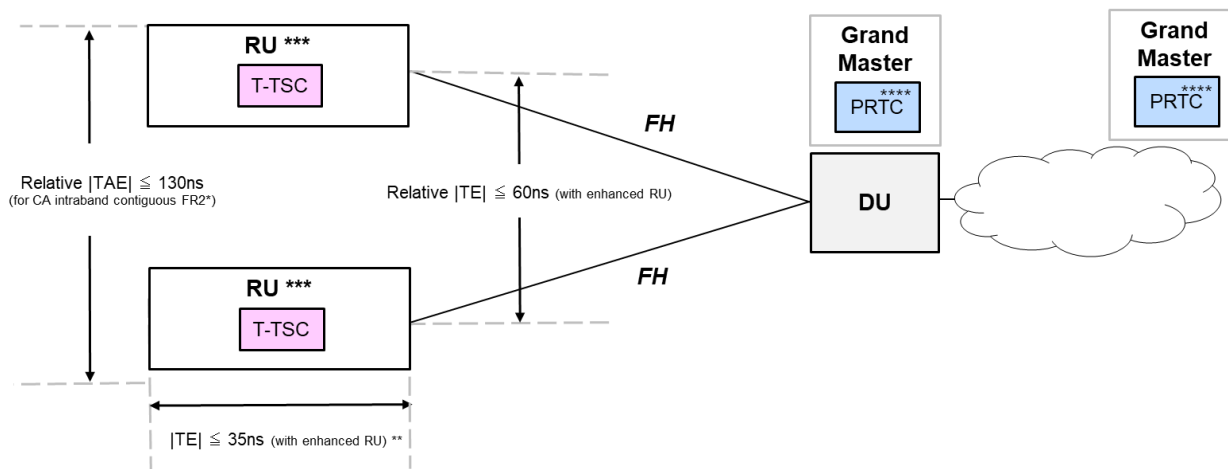 RU ***
T-TSC
Relative |TAE| ≦ 130ns
(for CA intraband contiguous FR2*)
Relative |TE| ≦ 60ns (with enhanced RU)
FH
FH
RU ***
T-TSC
|TE| ≦ 35ns (with enhanced RU) **
Grand
Master
PRTC ****
DU
Grand
Master
PRTC ****